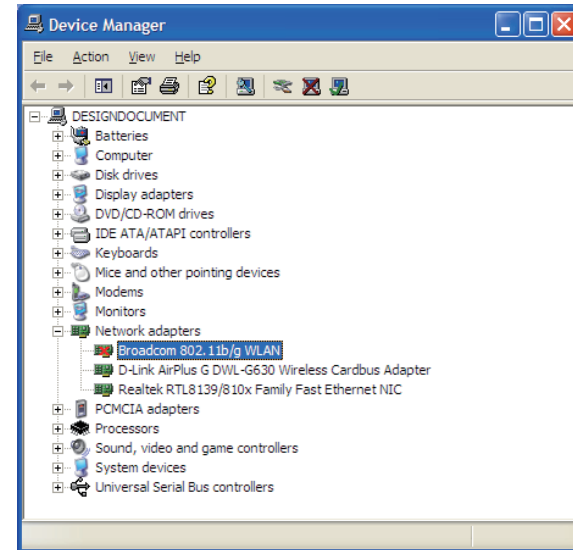 Device Manager
File Action View Help
DESIGNDOCUMENT
Batteries
Computer
Disk drives
Display adapters
DVD/CD-ROM drives
IDE ATA/ATAPI controllers
Keyboards
Mice and other pointing devices
Modems
Monitors
Network adapters
Broadcom 802.11b/g WLAN
D-Link AirPlus G DWL-G630 Wireless Cardbus Adapter
Realtek RTL8139/810x Family Fast Ethernet NIC
PCMCIA adapters
Processors
Sound, video and game controllers
System devices
Universal Serial Bus controllers